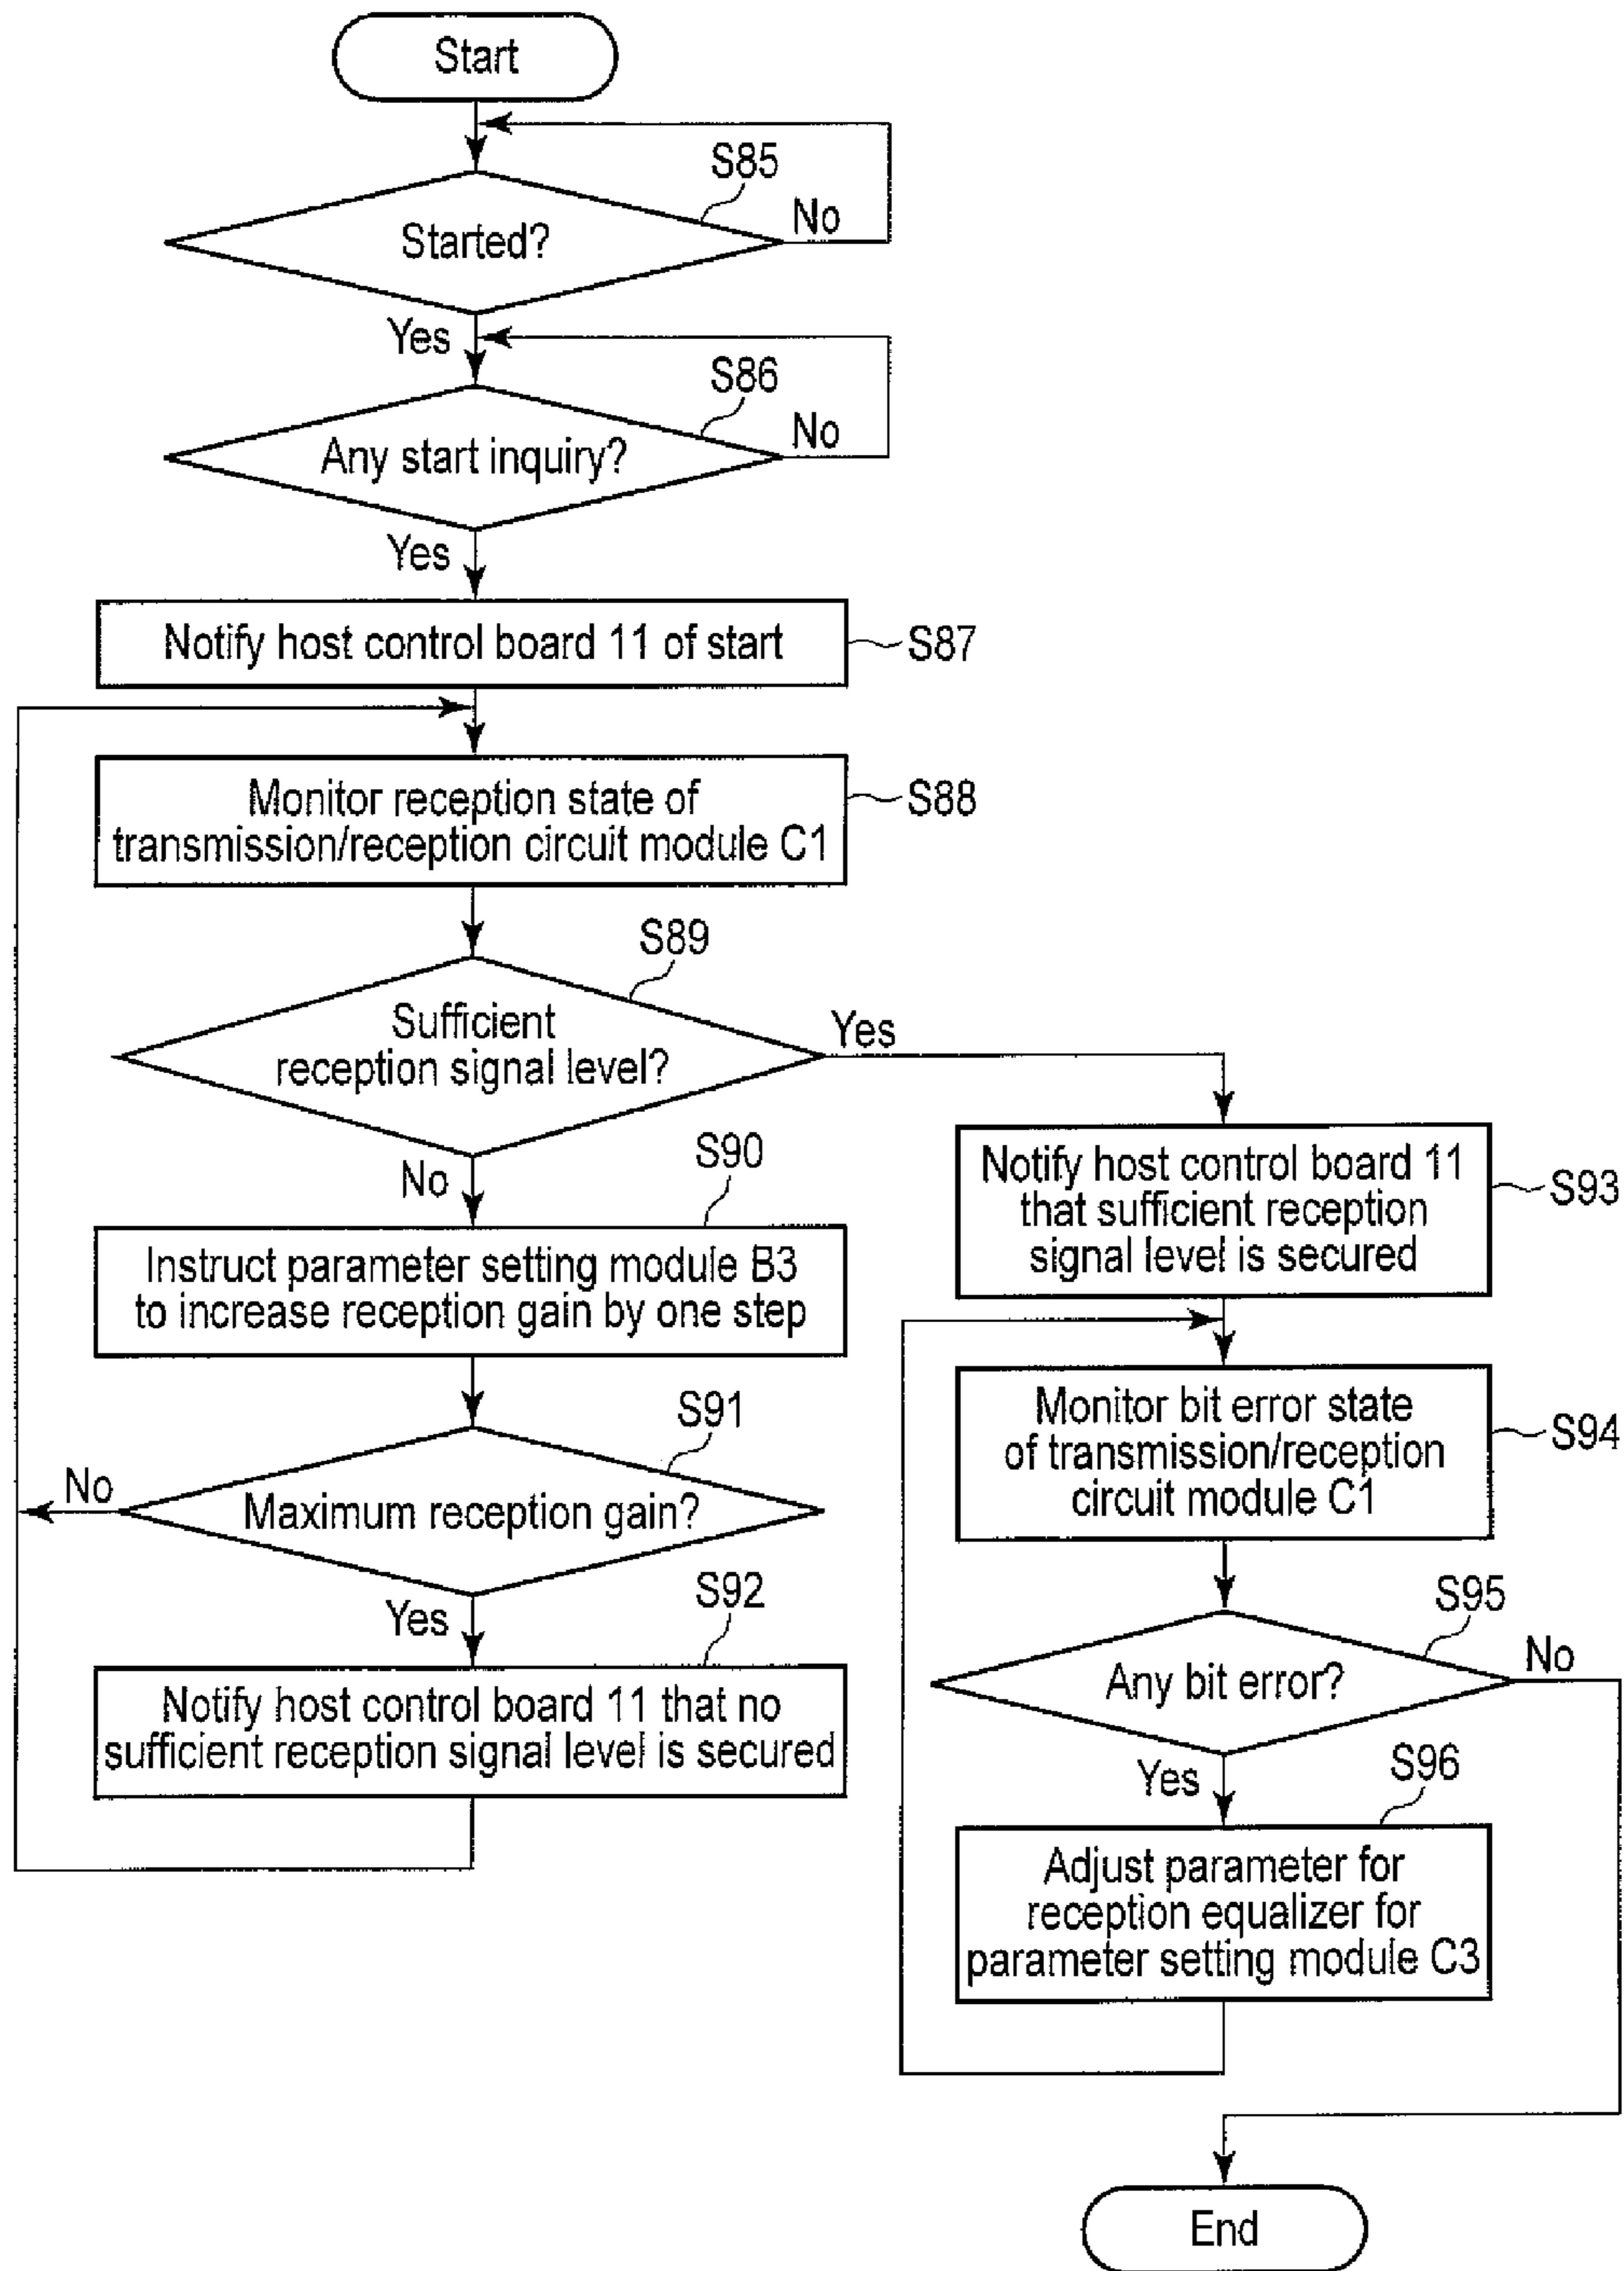 Start
S85
Started?
No
Yes
S86
Any start inquiry?
No
Yes
Notify host control board 11 of start
S87
Monitor reception state of
transmission/reception circuit module C1
S88
S89
Sufficient
reception signal level?
Yes
No
S90
Instruct parameter setting module B3
to increase reception gain by one step
S91
Maximum reception gain?
No
Yes
S92
Notify host control board 11 that no
sufficient reception signal level is secured
Notify host control board 11
that sufficient reception
signal level is secured
S93
Monitor bit error state
of transmission/reception
circuit module C1
S94
S95
Any bit error?
No
Yes
S96
Adjust parameter for
reception equalizer for
parameter setting module C3
End